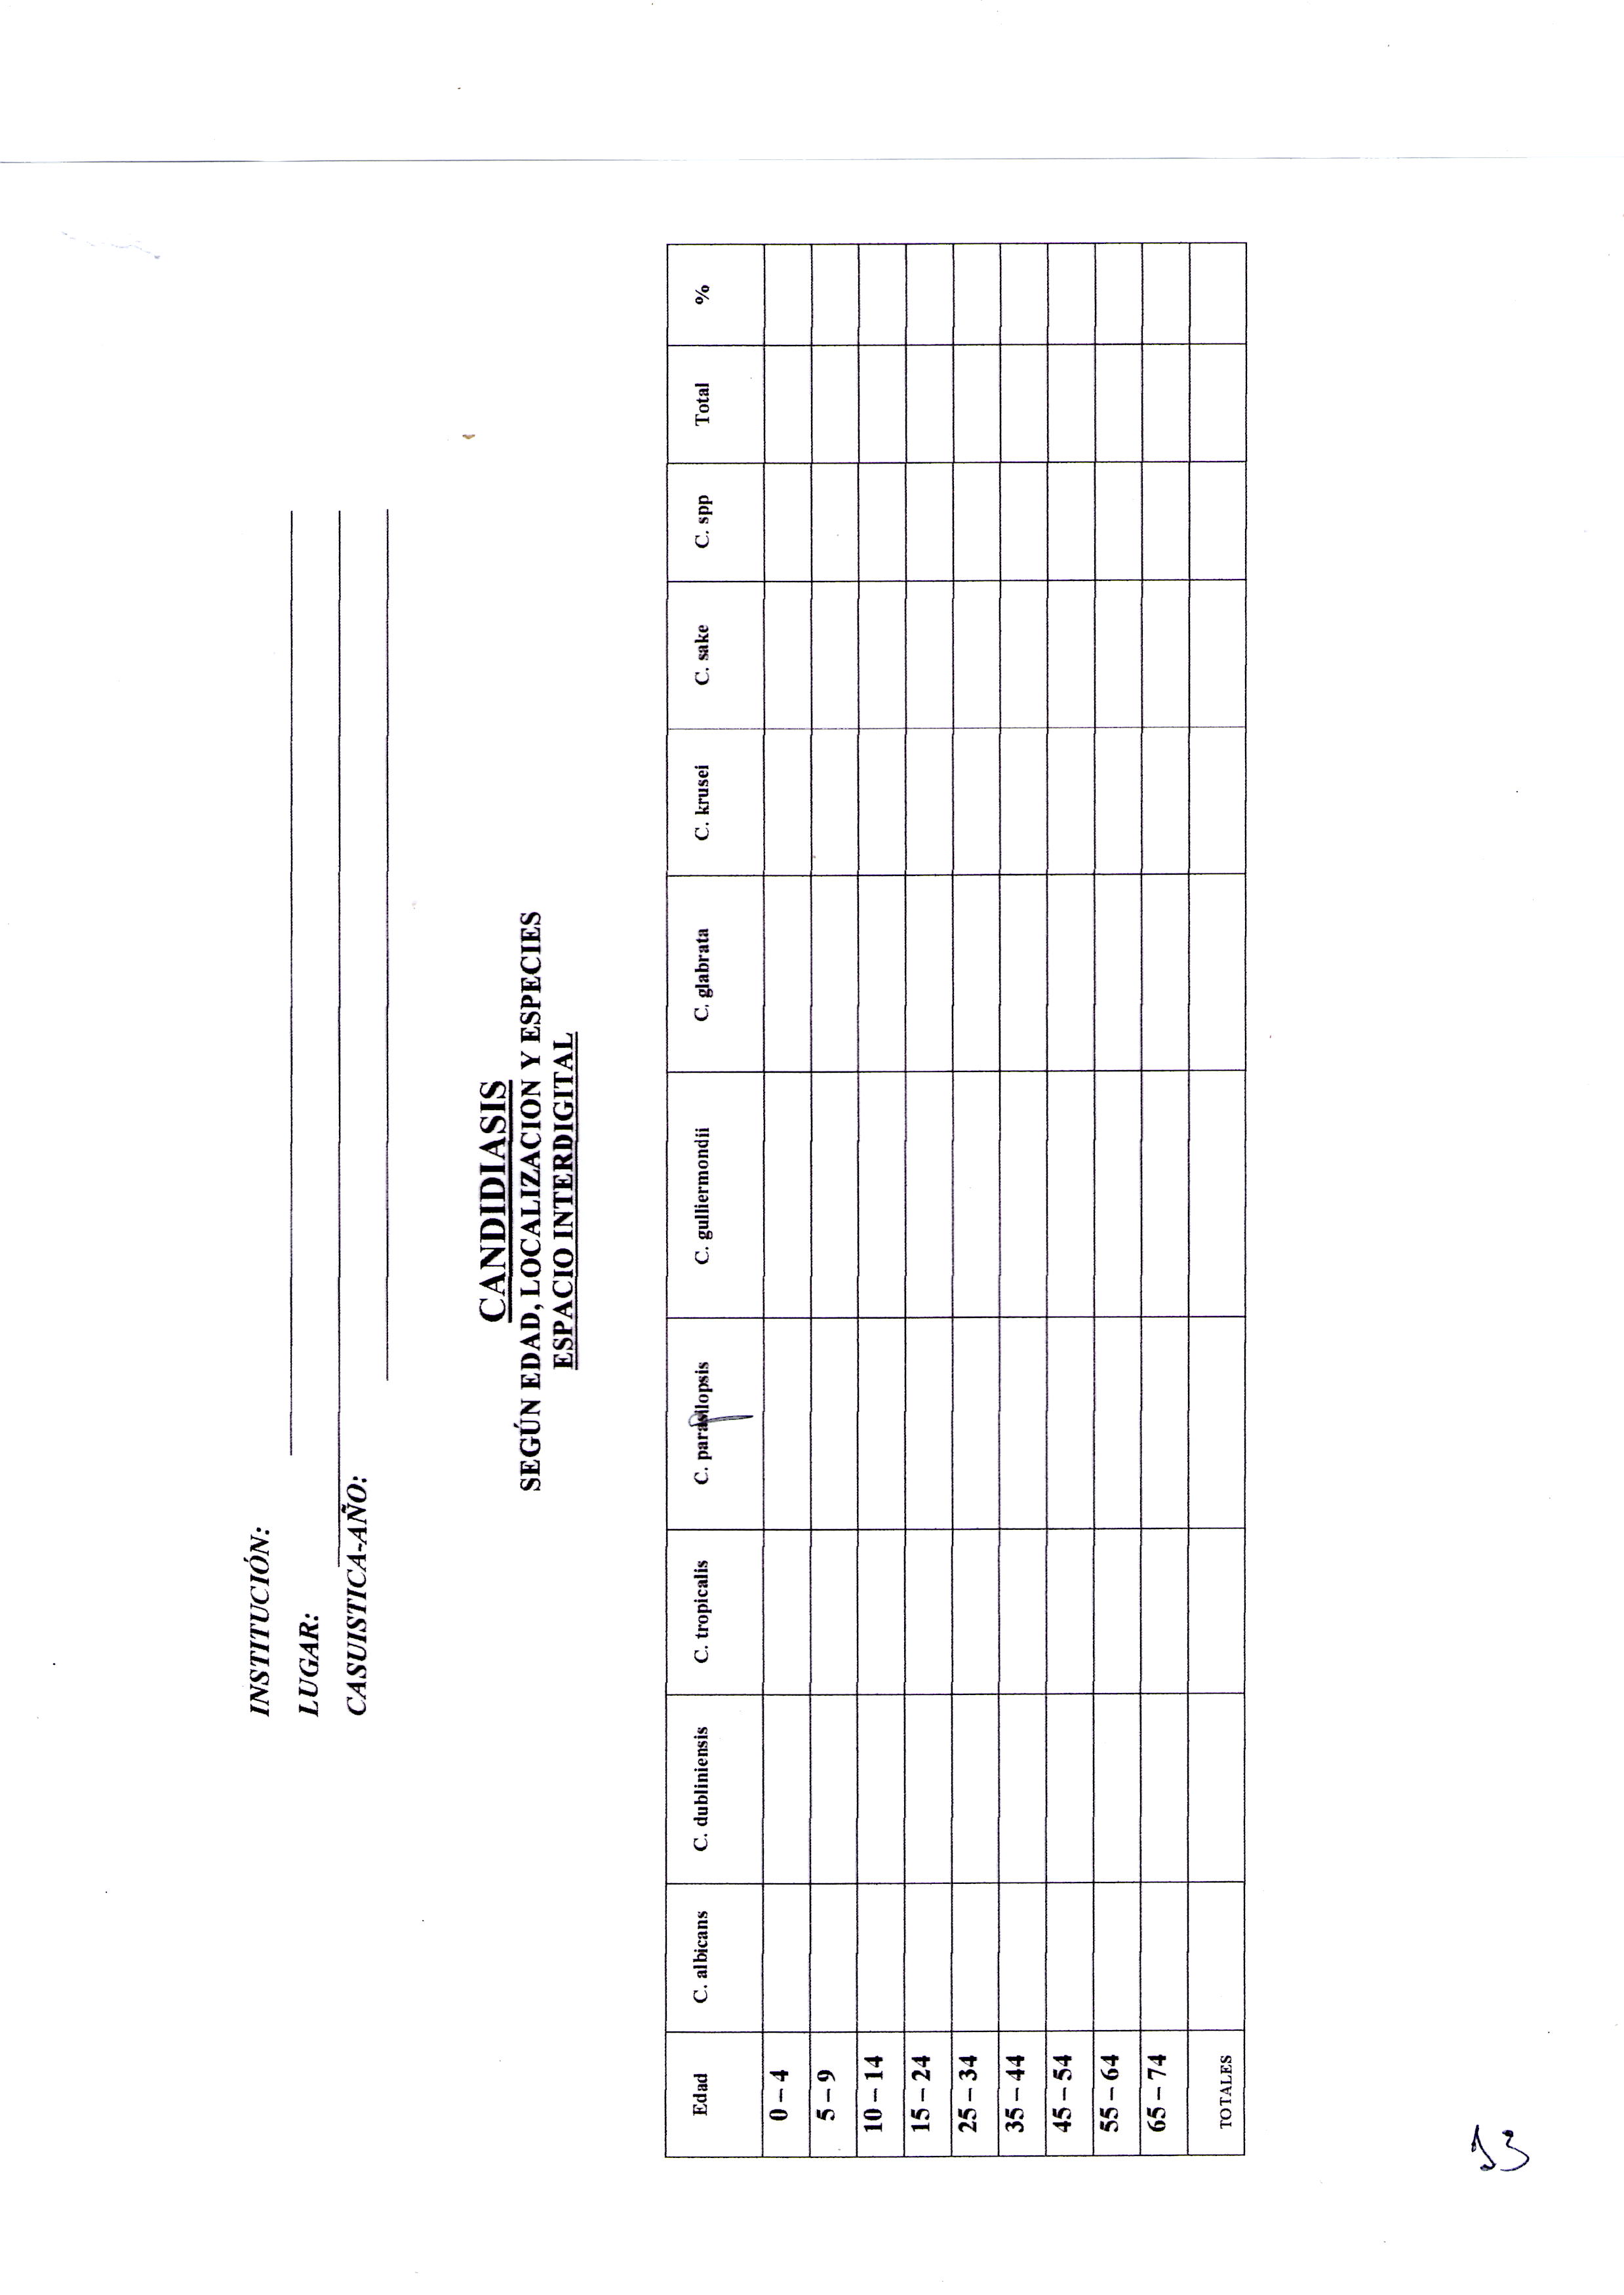 INSTITUCIÓN:
LUGAR:
CASUISTICA-AÑO:
CANDIDIASIS
SEGÚN EDAD, LOCALIZACION Y ESPECIES
ESPACIO INTERDIGITAL
Edad C. albicans C. dubliniensis C. tropicalis C. parasilopsis C. gulliermondii C. glabrata C. krusei C. sake C. spp Total %
0 – 4
5 – 9
10 – 14
15 – 24
25 – 34
35 – 44
45 – 54
55 – 64
65 – 74
TOTALES
13